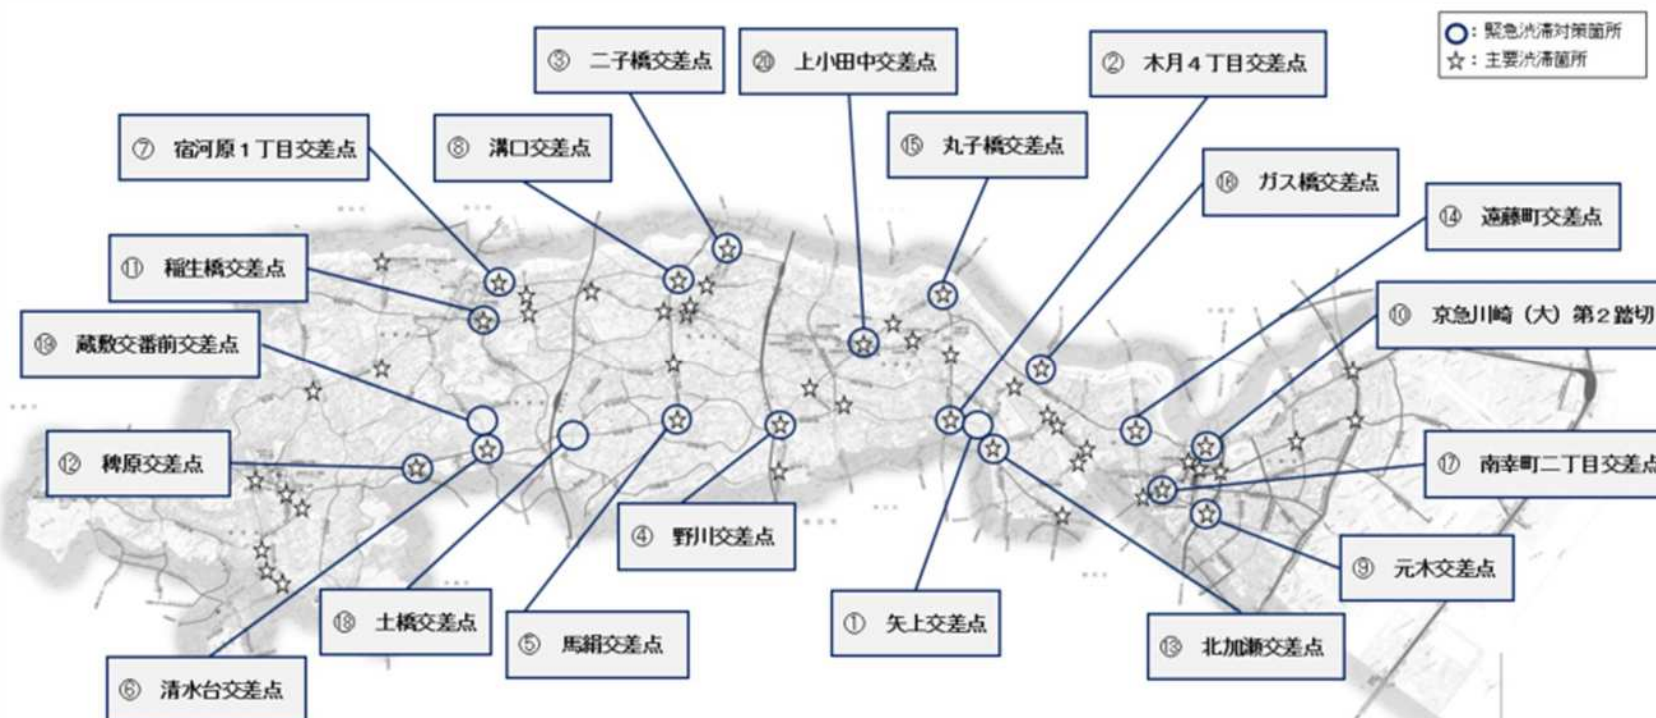 ○：緊急渋滞対策箇所
☆：主要渋滞箇所
③ 二子橋交差点
⑳ 上小田中交差点
② 木月４丁目交差点
⑦ 宿河原１丁目交差点
⑧ 溝口交差点
⑮ 丸子橋交差点
⑯ ガス橋交差点
⑭ 遠藤町交差点
⑪ 稲生橋交差点
⑩ 京急川崎（大）第２踏切
⑲ 蔵敷交番前交差点
⑫ 稗原交差点
⑰ 南幸町二丁目交差点
④ 野川交差点
⑨ 元木交差点
⑱ 土橋交差点
⑤ 馬絹交差点
① 矢上交差点
⑬ 北加瀬交差点
⑥ 清水台交差点